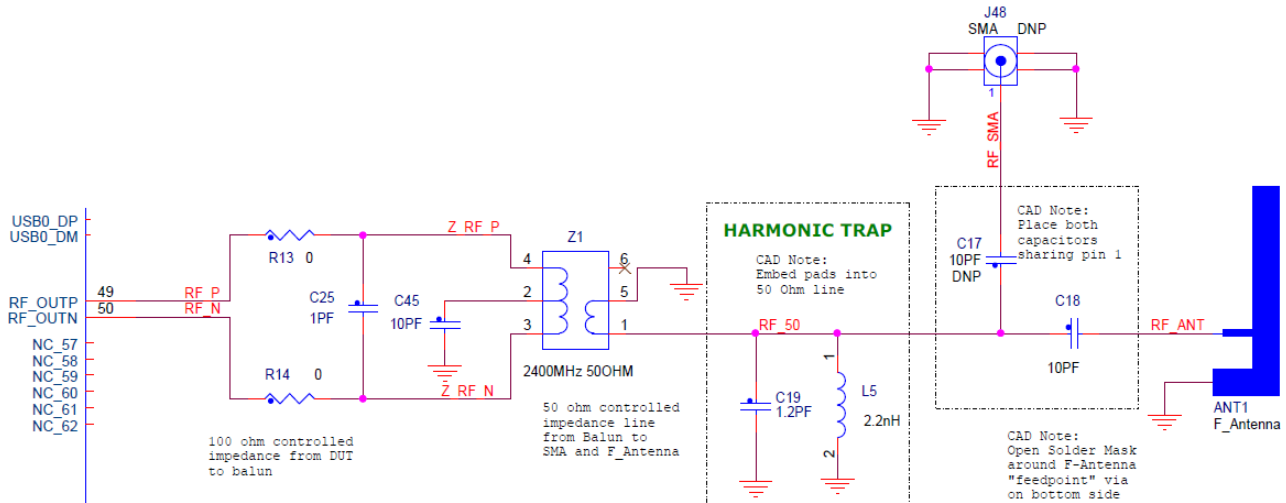 J48
SMA DNP
1
RF_SMA
USB0_DP
USB0_DM
RF_OUTP
RF_OUTN
NC_57
NC_58
NC_59
NC_60
NC_61
NC_62
49
50
RF_P
RF_N
R13 0
R14 0
C25
1PF
C45
10PF
Z_RF_P
Z_RF_N
Z1
4
2
3
6
5
1
2400MHz 50OHM
100 ohm controlled
impedance from DUT
to balun
50 ohm controlled
impedance line
from Balun to
SMA and F_Antenna
HARMONIC TRAP
CAD Note:
Embed pads into
50 Ohm line
RF_50
C19
1.2PF
1
L5
2.2nH
2
CAD Note:
Place both
capacitors
sharing pin 1
C17
10PF
DNP
C18
10PF
RF_ANT
ANT1
F_Antenna
CAD Note:
Open Solder Mask
around F-Antenna
"feedpoint" via
on bottom side